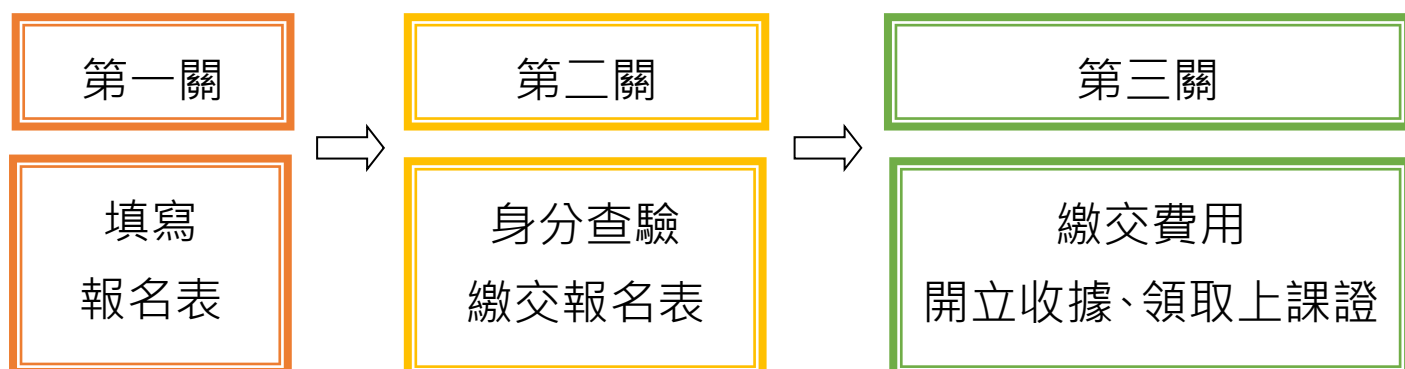 第一關
填寫
報名表
第二關
身分查驗
繳交報名表
第三關
繳交費用
開立收據、領取上課證